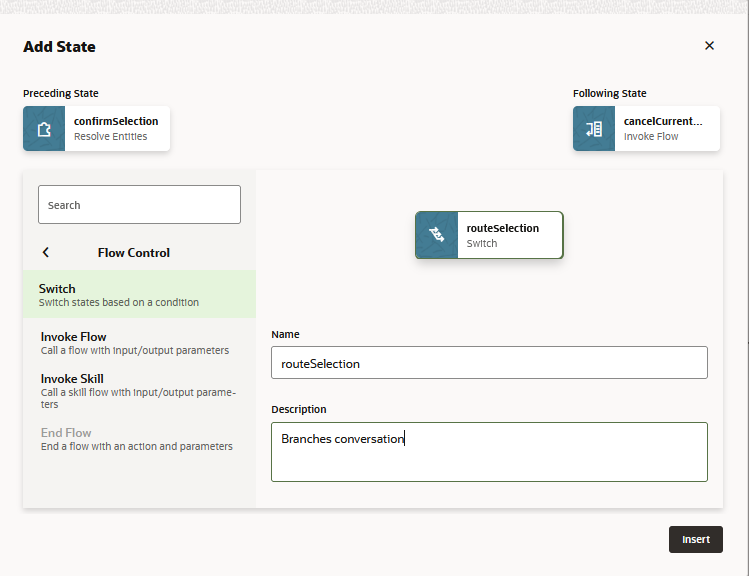 Add State
Preceding State
Following State
confirmSelection
Resolve Entities
cancelCurrent...
Invoke Flow
Search
Flow Control
Switch
Switch states based on a condition
Invoke Flow
Call a flow with input/output parameters
Invoke Skill
Call a skill flow with input/output parame-
ters
End Flow
End a flow with an action and parameters
routeSelection
Switch
Name
routeSelection
Description
Branches conversation
Insert